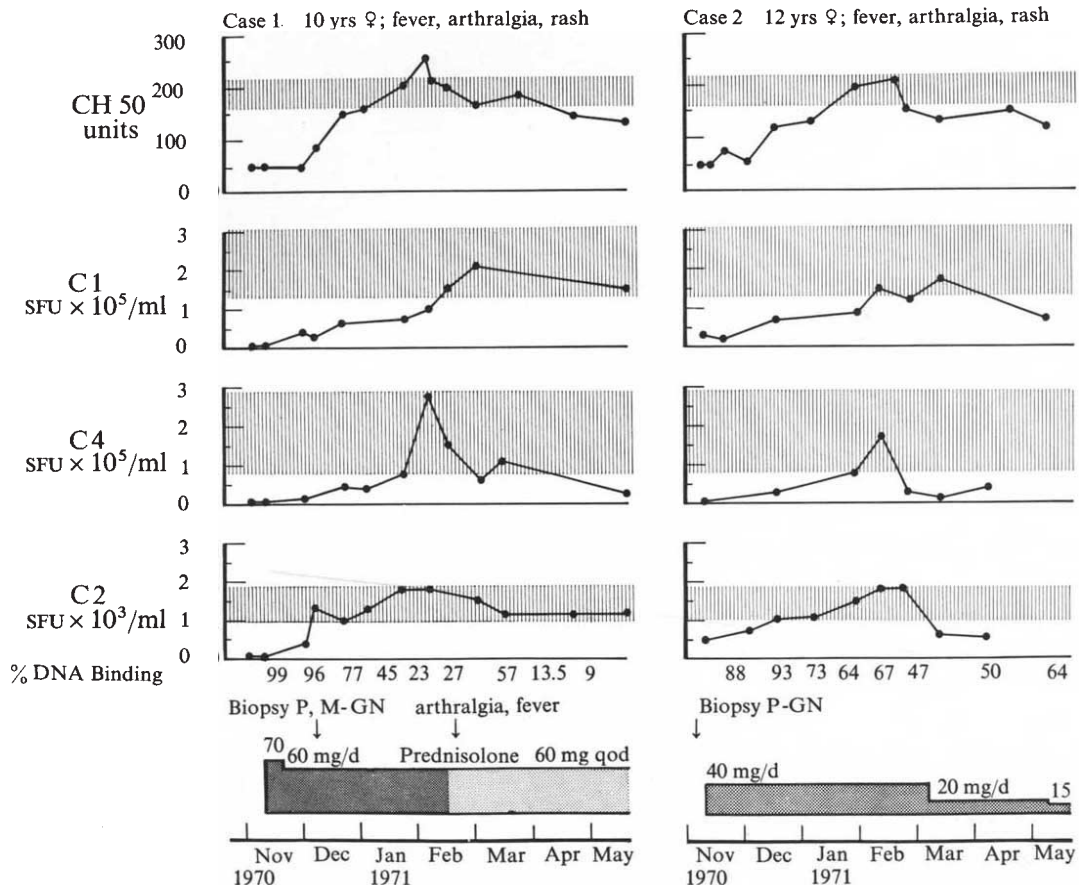 Case 1 10 yrs ♀; fever, arthralgia, rash
Case 2 12 yrs ♀; fever, arthralgia, rash
CH 50
units
300
200
100
0
C1
SFU × 10⁵/ml
3
2
1
0
C4
SFU × 10⁵/ml
3
2
1
0
C2
SFU × 10³/ml
3
2
1
0
% DNA Binding
99 96 77 45 23 27 57 13.5 9
88 93 73 64 67 47 50 64
Biopsy P, M-GN arthralgia, fever
Biopsy P-GN
70
60 mg/d Prednisolone 60 mg qod
40 mg/d
20 mg/d
15
Nov Dec Jan Feb Mar Apr May
1970 1971
Nov Dec Jan Feb Mar Apr May
1970 1971